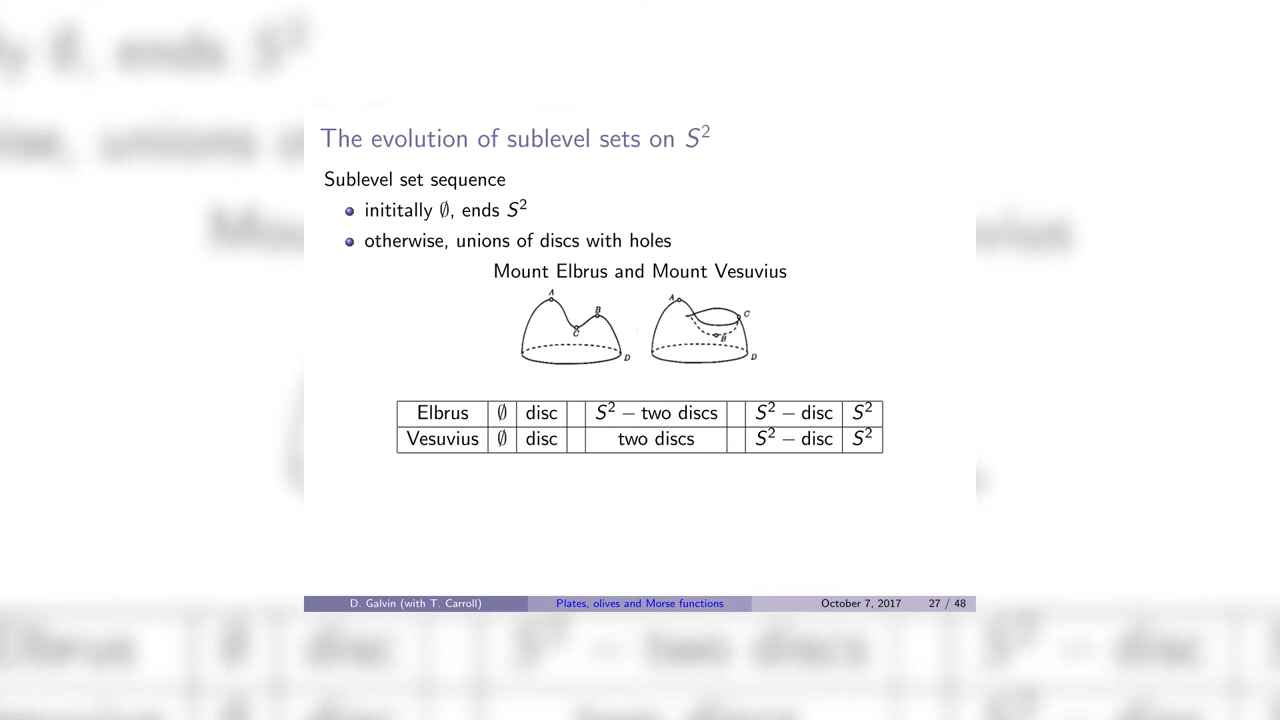 The evolution of sublevel sets on S²
Sublevel set sequence
inititally ∅, ends S²
otherwise, unions of discs with holes
Mount Elbrus and Mount Vesuvius
A B C D
A C B D
Elbrus ∅ disc S² − two discs S² − disc S²
Vesuvius ∅ disc two discs S² − disc S²
D. Galvin (with T. Carroll) Plates, olives and Morse functions October 7, 2017 27 / 48